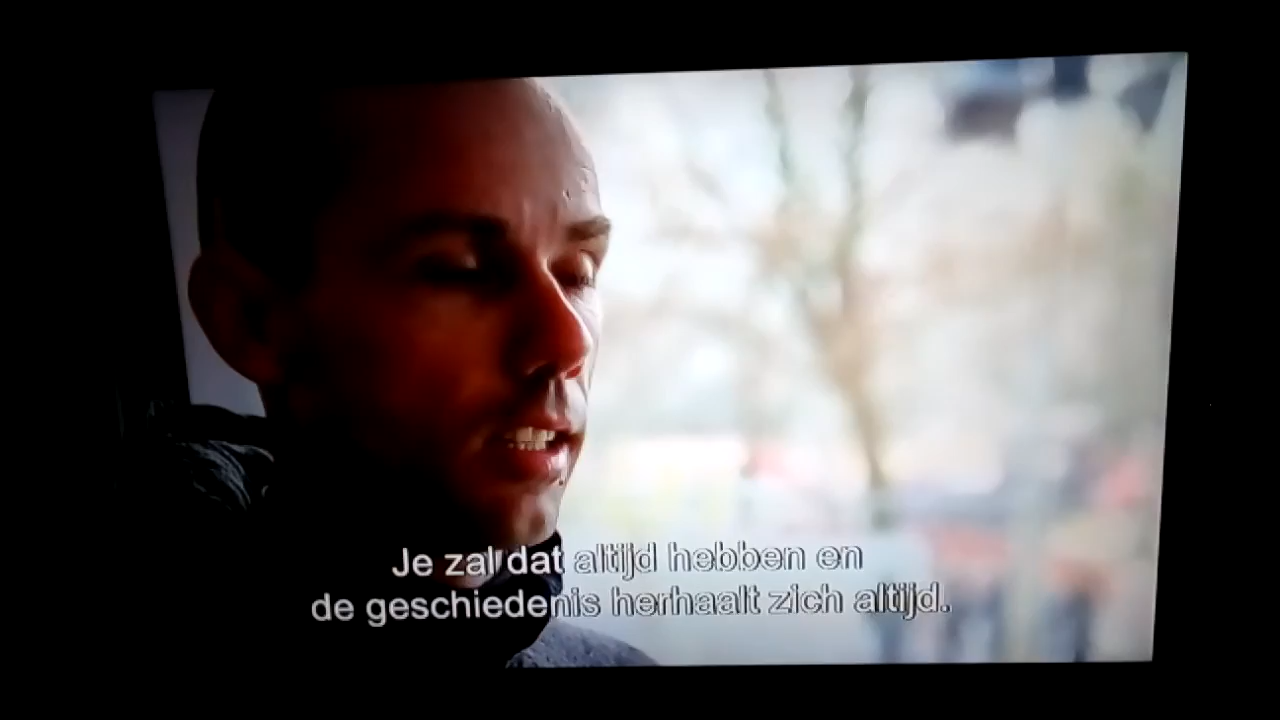 Je zal dat altijd hebben en
de geschiedenis herhaalt zich altijd.